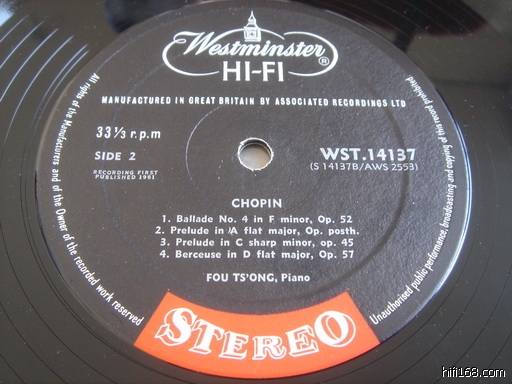 Westminster®
HI-FI
MANUFACTURED IN GREAT BRITAIN BY ASSOCIATED RECORDINGS LTD
33⅓ r.p.m
SIDE 2
RECORDING FIRST
PUBLISHED 1961
WST.14137
(S 14137B/AWS 2553)
CHOPIN
1. Ballade No. 4 in F minor, Op. 52
2. Prelude in A flat major, Op. posth.
3. Prelude in C sharp minor, op. 45
4. Berceuse in D flat major, Op. 57
FOU TS'ONG, Piano
STEREO
All rights of the Manufacturers and of the Owner of the recorded work reserved
Unauthorised public performance, broadcasting and copying of this record prohibited
hifi168.com